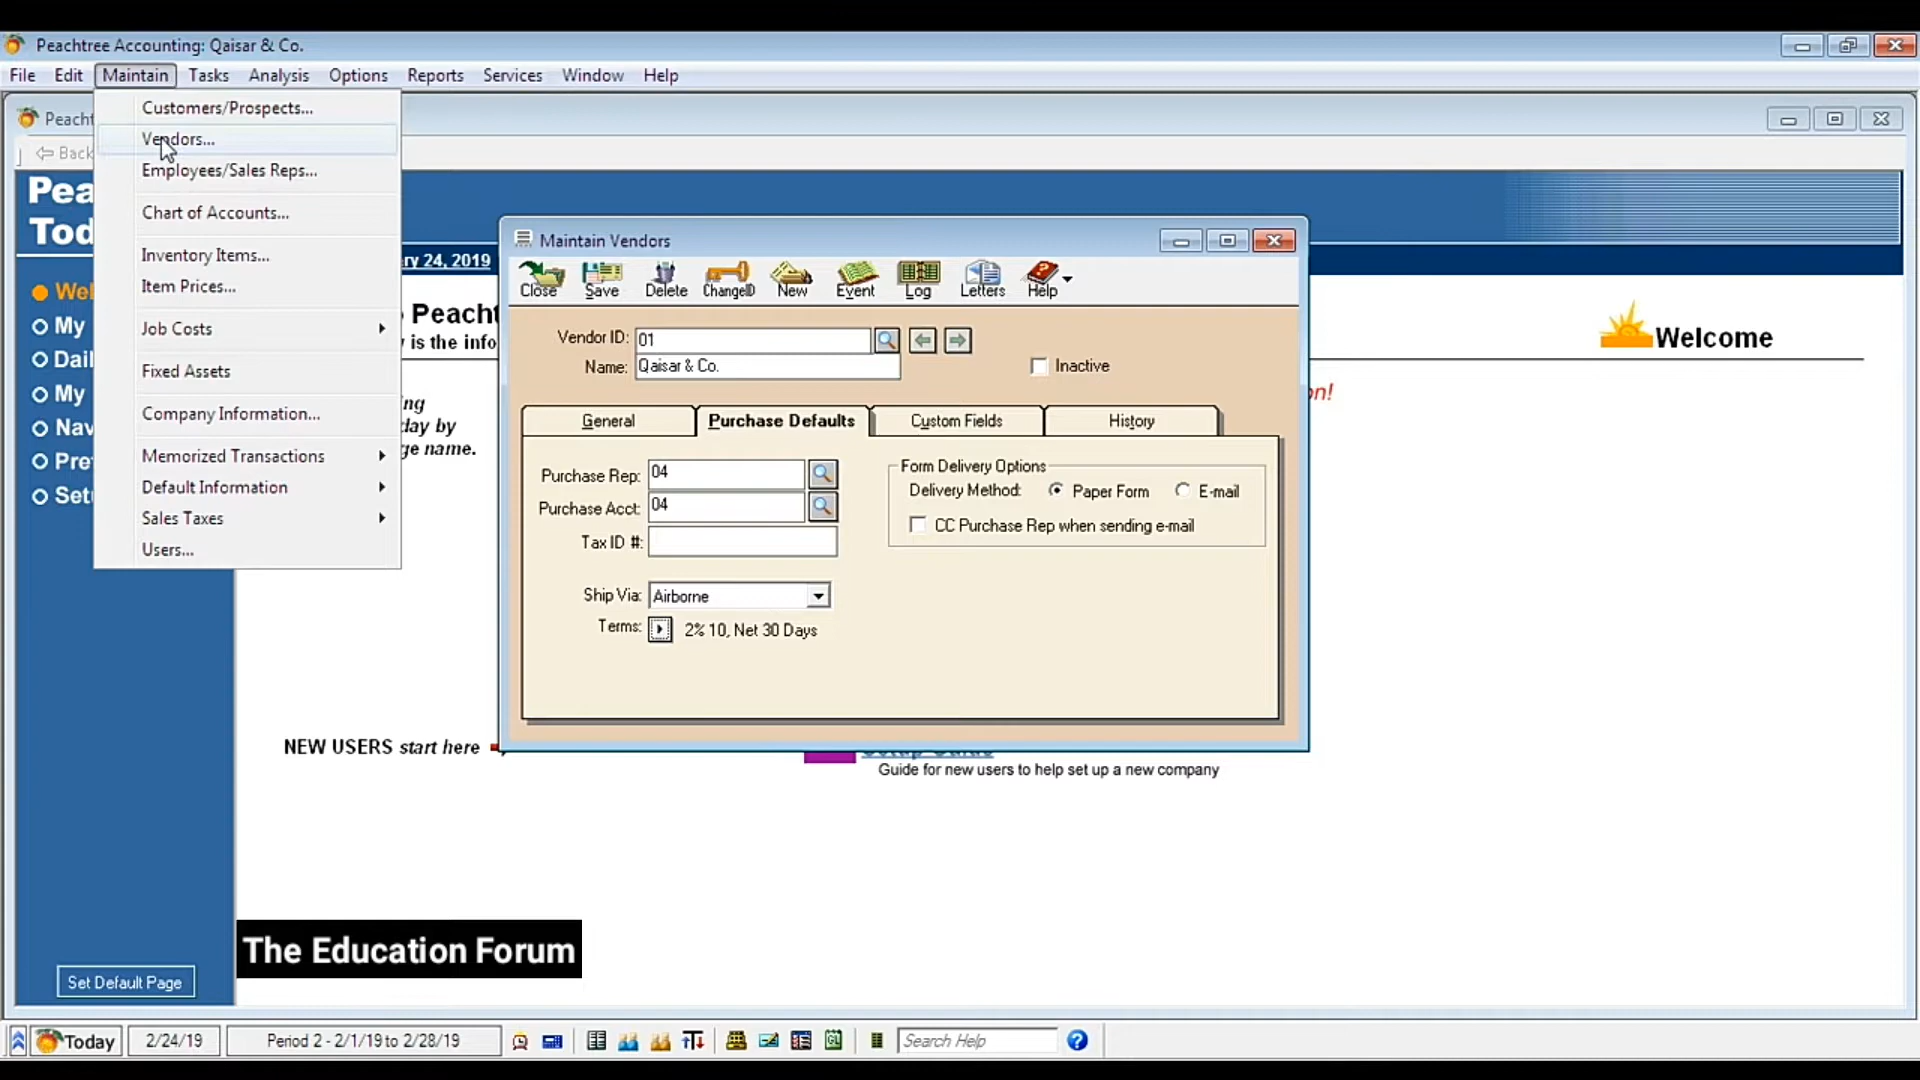 Peachtree Accounting: Qaisar & Co.
File Edit Maintain Tasks Analysis Options Reports Services Window Help
Customers/Prospects...
Vendors...
Employees/Sales Reps...
Chart of Accounts...
Inventory Items...
Item Prices...
Job Costs
Fixed Assets
Company Information...
Memorized Transactions
Default Information
Sales Taxes
Users...
Peacht
Back
Pea
Tod
Wel
My
Dail
My
Nav
Pre
Set
Set Default Page
ry 24, 2019
Peacht
is the info
ing
day by
ge name.
Welcome
on!
Maintain Vendors
Close Save Delete ChangeID New Event Log Letters Help
Vendor ID: 01
Name: Qaisar & Co.
Inactive
General Purchase Defaults Custom Fields History
Purchase Rep: 04
Purchase Acct: 04
Tax ID #:
Ship Via: Airborne
Terms: 2% 10, Net 30 Days
Form Delivery Options
Delivery Method: Paper Form E-mail
CC Purchase Rep when sending e-mail
NEW USERS start here
Setup Guide
Guide for new users to help set up a new company
The Education Forum
Today 2/24/19 Period 2 - 2/1/19 to 2/28/19 GL Search Help